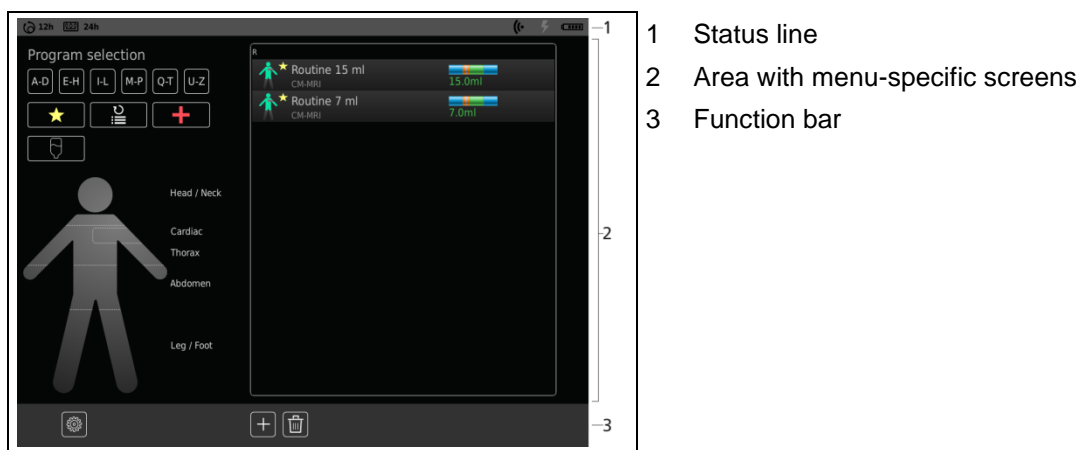 12h 24h
1
Program selection
A-D E-H I-L M-P Q-T U-Z
R
Routine 15 ml
CM-MRI
15.0ml
Routine 7 ml
CM-MRI
7.0ml
Head / Neck
Cardiac
Thorax
Abdomen
Leg / Foot
2
3
1 Status line
2 Area with menu-specific screens
3 Function bar